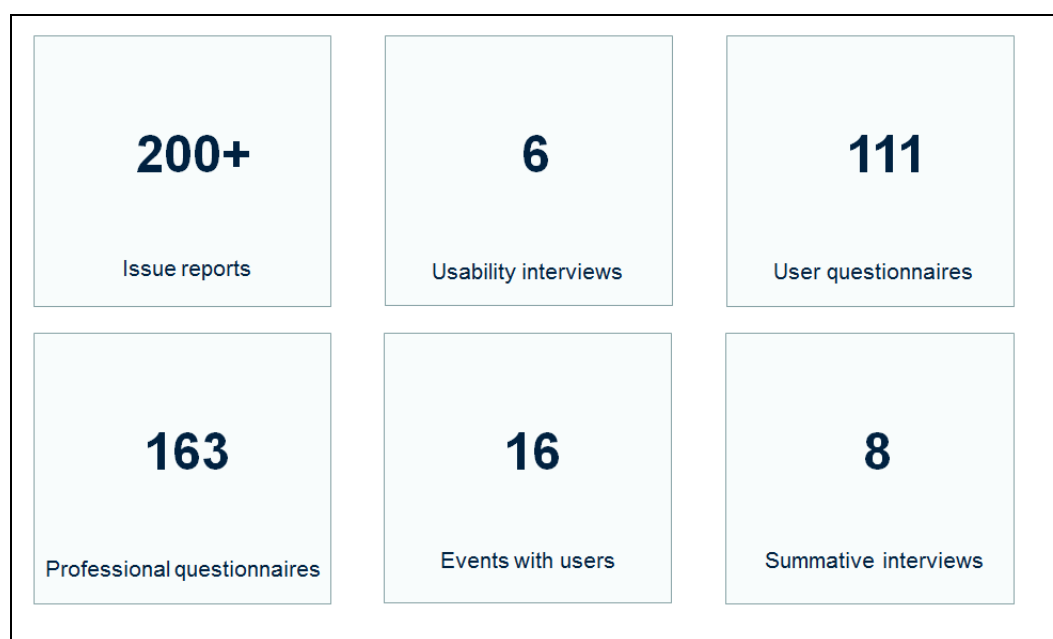 200+
Issue reports
6
Usability interviews
111
User questionnaires
163
Professional questionnaires
16
Events with users
8
Summative interviews